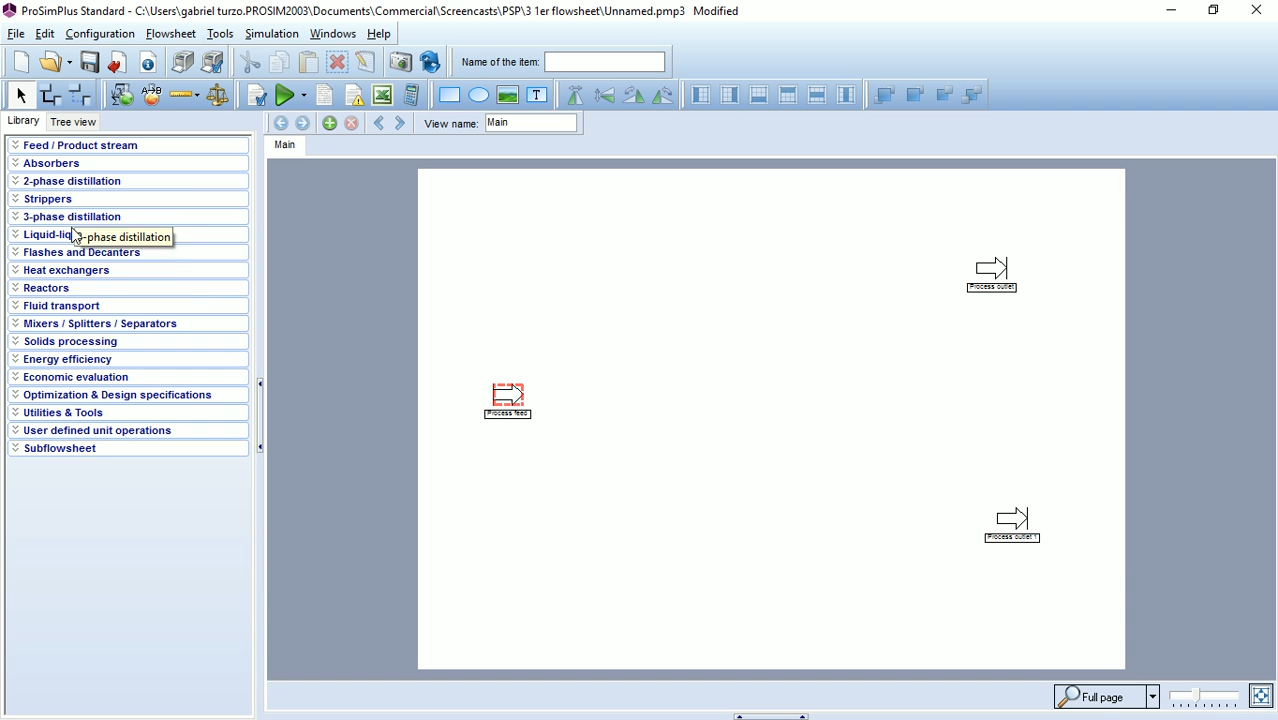 ProSimPlus Standard - C:\Users\gabriel turzo.PROSIM2003\Documents\Commercial\Screencasts\PSP\3 1er flowsheet\Unnamed.pmp3 Modified
File Edit Configuration Flowsheet Tools Simulation Windows Help
Name of the item:
T
Library Tree view
View name: Main
Main
Feed / Product stream
Absorbers
2-phase distillation
Strippers
3-phase distillation
Liquid-liq
-phase distillation
Flashes and Decanters
Heat exchangers
Reactors
Fluid transport
Mixers / Splitters / Separators
Solids processing
Energy efficiency
Economic evaluation
Optimization & Design specifications
Utilities & Tools
User defined unit operations
Subflowsheet
Process outlet
Process feed
Process outlet 1
Full page